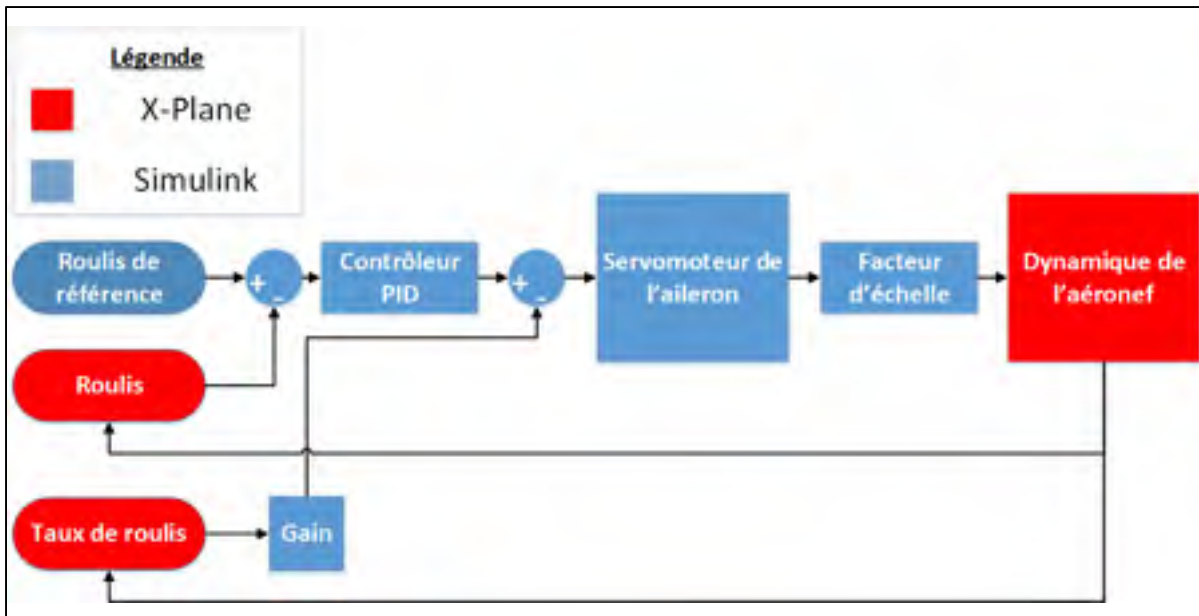 Légende
X-Plane
Simulink
Roulis de
référence
+
-
Contrôleur
PID
+
-
Servomoteur de
l'aileron
Facteur
d'échelle
Dynamique de
l'aéronef
Roulis
Taux de roulis
Gain